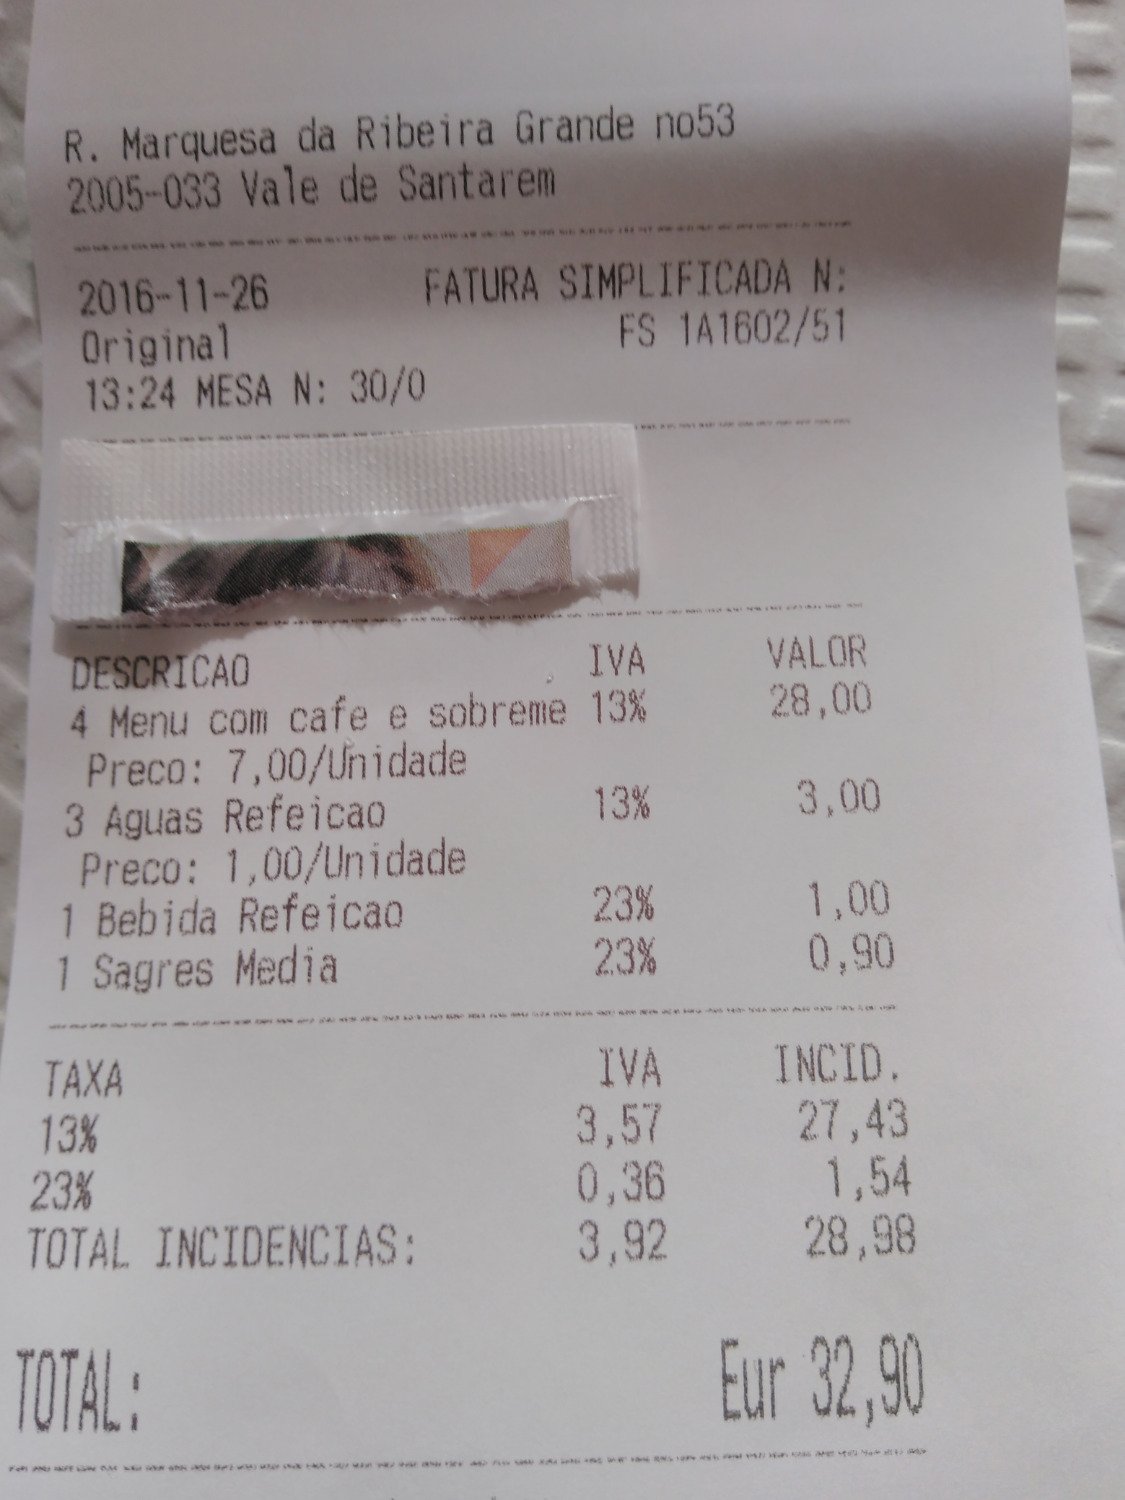 R. Marquesa da Ribeira Grande no53
2005-033 Vale de Santarem
2016-11-26 FATURA SIMPLIFICADA N:
Original FS 1A1602/51
13:24 MESA N: 30/0
DESCRICAO IVA VALOR
4 Menu com cafe e sobreme 13% 28,00
Preco: 7,00/Unidade
3 Aguas Refeicao 13% 3,00
Preco: 1,00/Unidade
1 Bebida Refeicao 23% 1,00
1 Sagres Media 23% 0,90
TAXA IVA INCID.
13% 3,57 27,43
23% 0,36 1,54
TOTAL INCIDENCIAS: 3,92 28,98
TOTAL: Eur 32,90